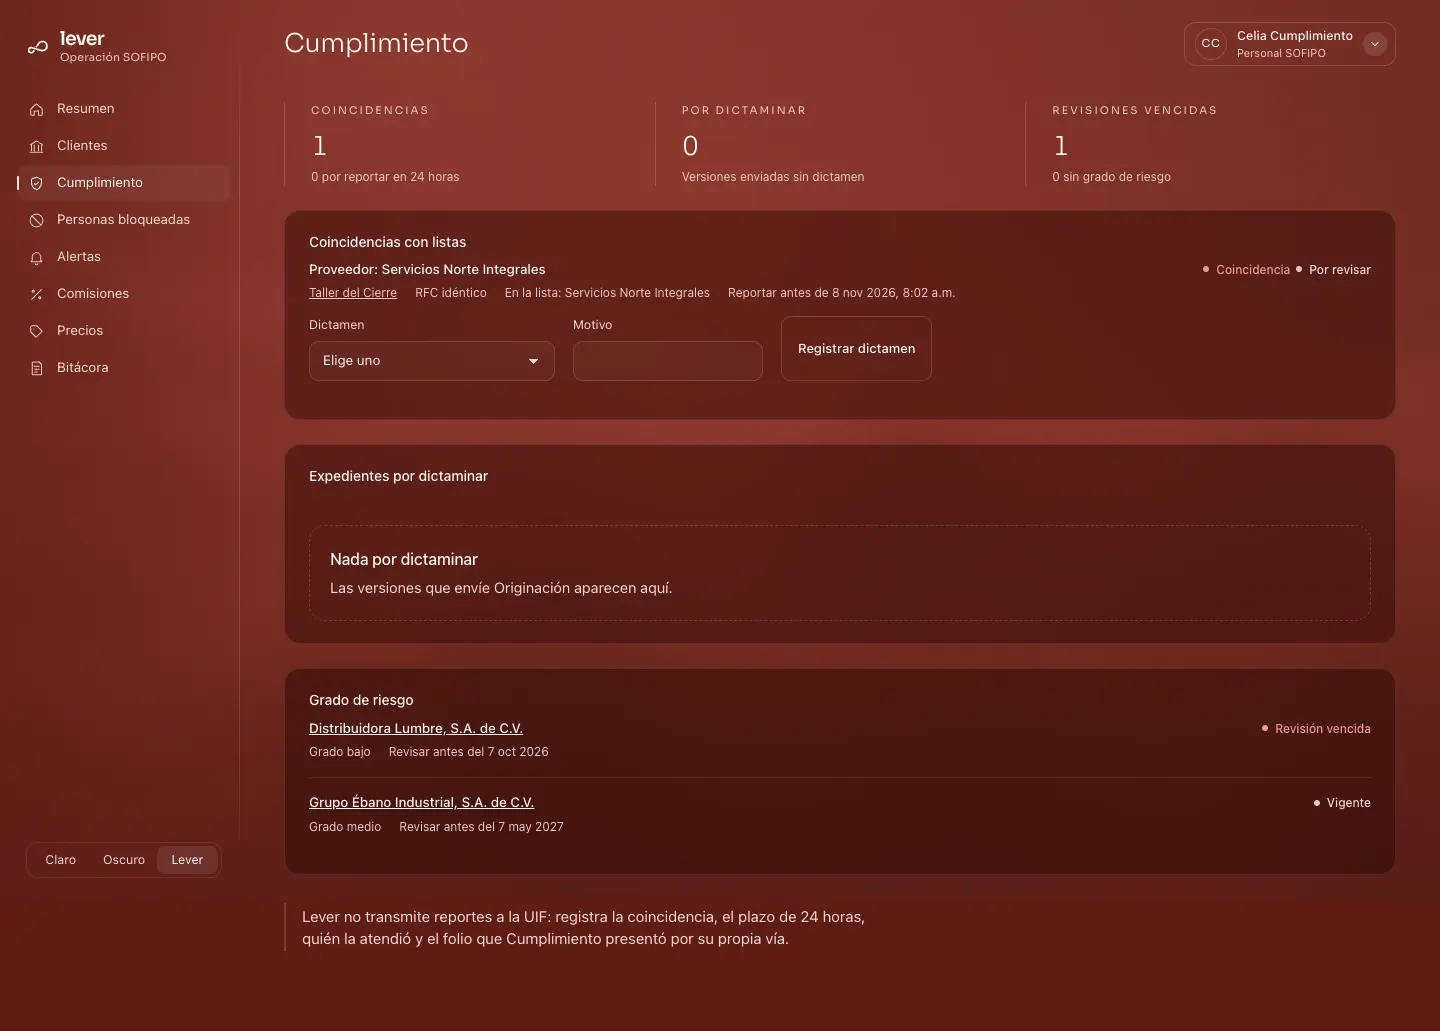 lever
Operación SOFIPO
Resumen
Clientes
Cumplimiento
Personas bloqueadas
Alertas
Comisiones
Precios
Bitácora
Claro
Oscuro
Lever
Cumplimiento
CC
Celia Cumplimiento
Personal SOFIPO
COINCIDENCIAS
1
0 por reportar en 24 horas
POR DICTAMINAR
0
Versiones enviadas sin dictamen
REVISIONES VENCIDAS
1
0 sin grado de riesgo
Coincidencias con listas
Proveedor: Servicios Norte Integrales
Coincidencia
Por revisar
Taller del Cierre
RFC idéntico
En la lista: Servicios Norte Integrales
Reportar antes de 8 nov 2026, 8:02 a.m.
Dictamen
Elige uno
Motivo
Registrar dictamen
Expedientes por dictaminar
Nada por dictaminar
Las versiones que envíe Originación aparecen aquí.
Grado de riesgo
Distribuidora Lumbre, S.A. de C.V.
Revisión vencida
Grado bajo
Revisar antes del 7 oct 2026
Grupo Ébano Industrial, S.A. de C.V.
Vigente
Grado medio
Revisar antes del 7 may 2027
Lever no transmite reportes a la UIF: registra la coincidencia, el plazo de 24 horas,
quién la atendió y el folio que Cumplimiento presentó por su propia vía.